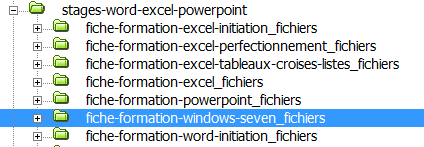 stages-word-excel-powerpoint
fiche-formation-excel-initiation_fichiers
fiche-formation-excel-perfectionnement_fichiers
fiche-formation-excel-tableaux-croises-listes_fichiers
fiche-formation-excel_fichiers
fiche-formation-powerpoint_fichiers
fiche-formation-windows-seven_fichiers
fiche-formation-word-initiation_fichiers